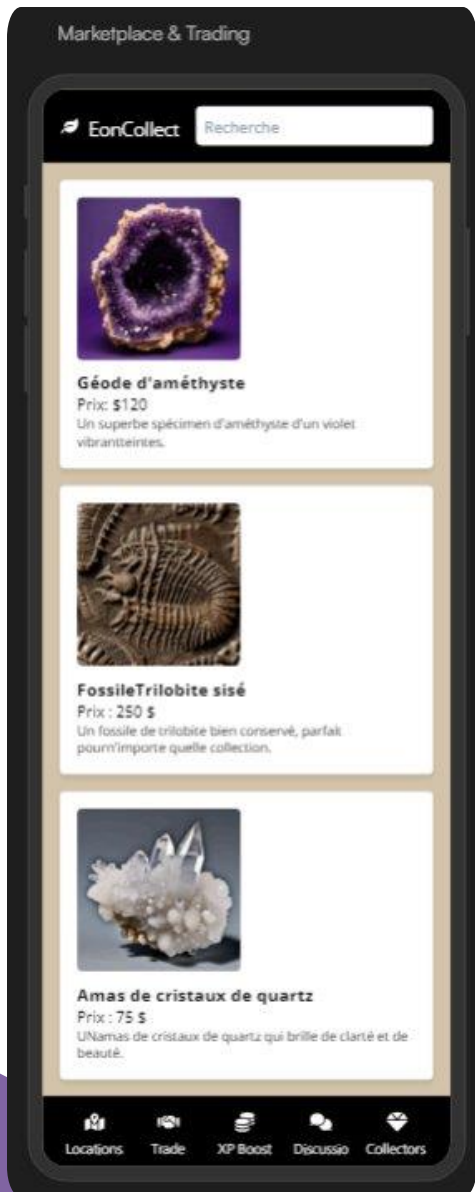 Marketplace & Trading
EonCollect
Recherche
Géode d'améthyste
Prix: $120
Un superbe spécimen d'améthyste d'un violet
vibrantteintes.
FossileTrilobite sisé
Prix : 250 $
Un fossile de trilobite bien conservé, parfait
pourn'importe quelle collection.
Amas de cristaux de quartz
Prix : 75 $
UNamas de cristaux de quartz qui brille de clarté et de
beauté.
Locations Trade XP Boost Discussio Collectors